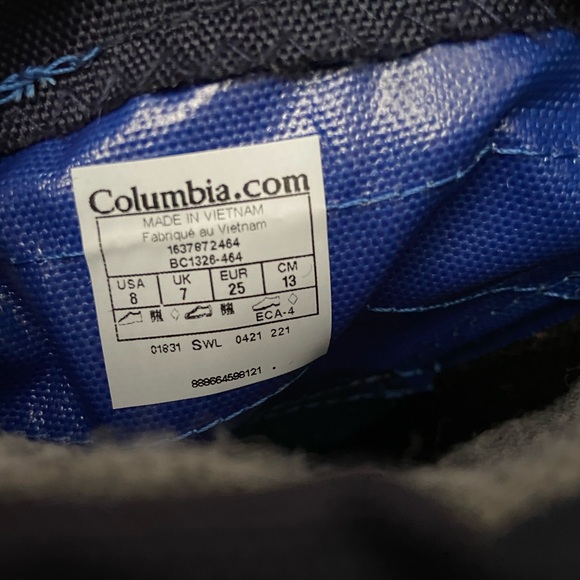 Columbia.com
MADE IN VIETNAM
Fabriqué au Vietnam
1637872464
BC1326-464
USA UK EUR CM
8 7 25 13
ECA-4
01831 SWL 0421 221
888664598121